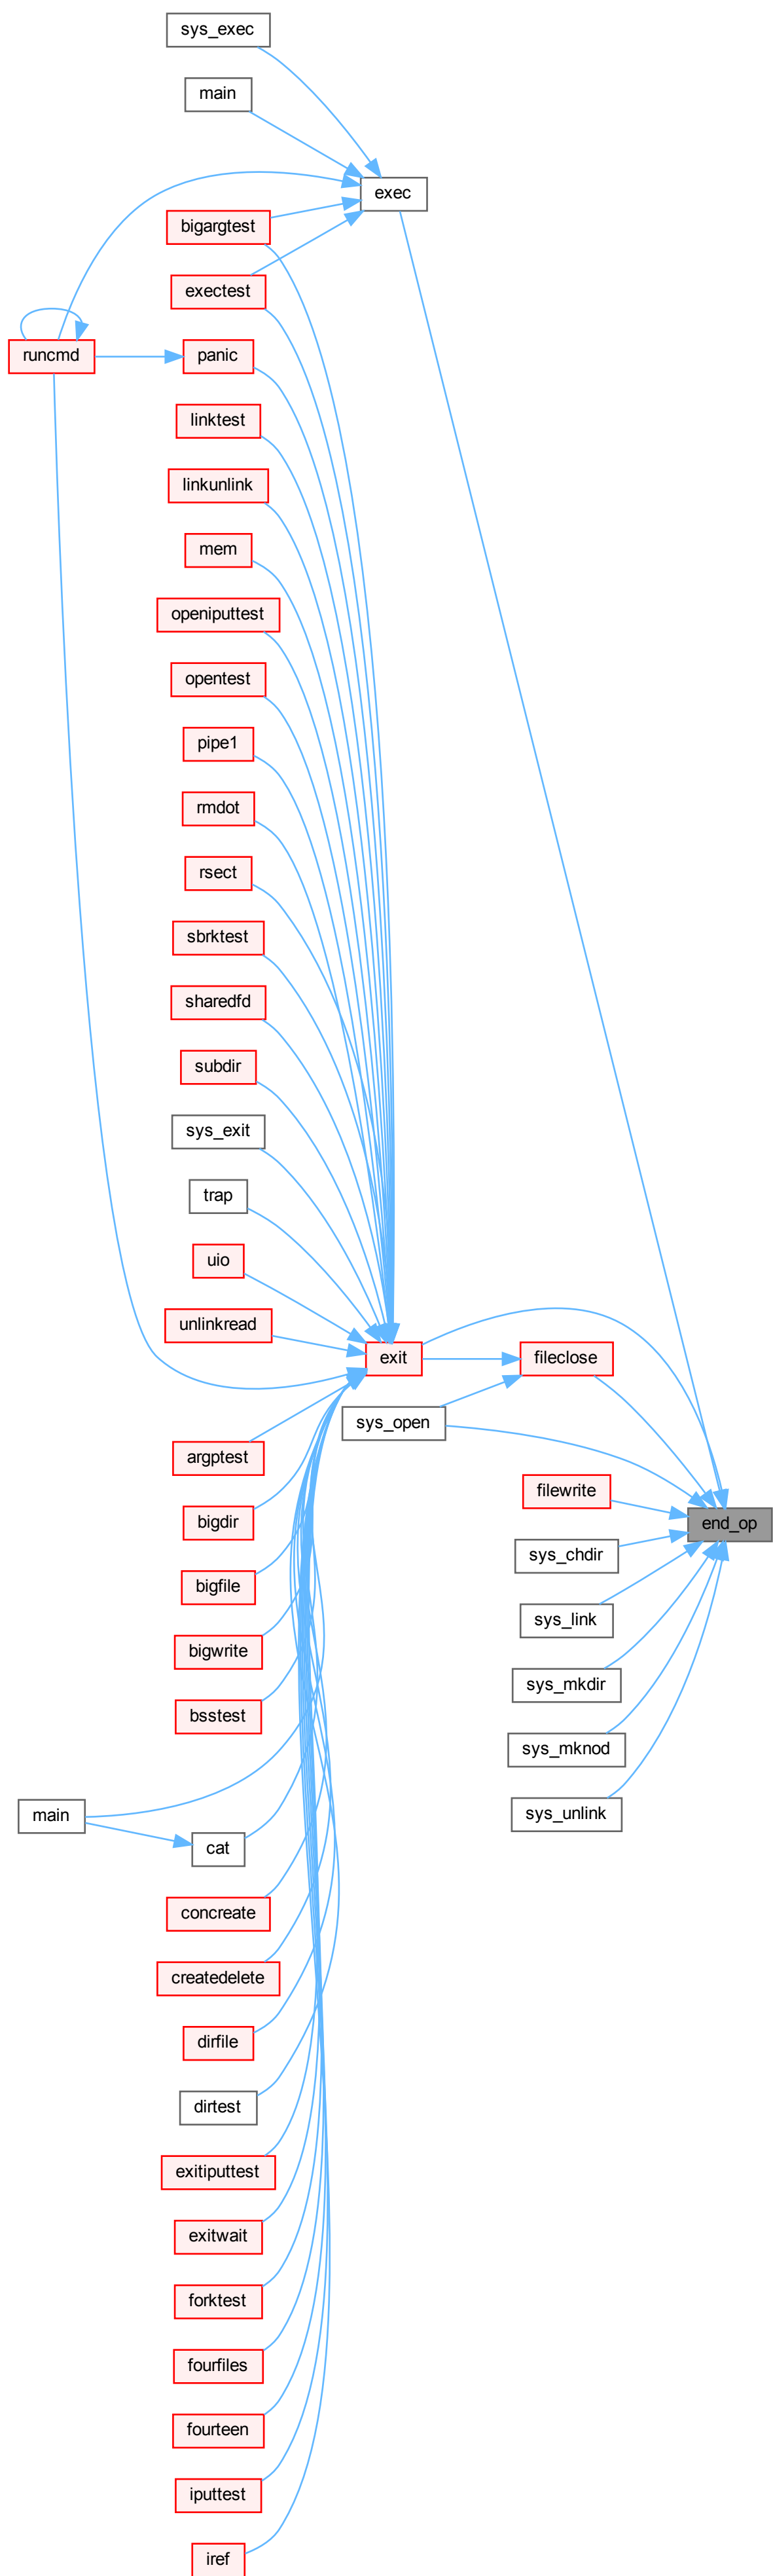 sys_exec
main
exec
bigargtest
exectest
runcmd
panic
linktest
linkunlink
mem
openiputtest
opentest
pipe1
rmdot
rsect
sbrktest
sharedfd
subdir
sys_exit
trap
uio
unlinkread
exit
fileclose
sys_open
argptest
filewrite
end_op
bigdir
sys_chdir
bigfile
sys_link
bigwrite
sys_mkdir
bsstest
sys_mknod
main
sys_unlink
cat
concreate
createdelete
dirfile
dirtest
exitiputtest
exitwait
forktest
fourfiles
fourteen
iputtest
iref